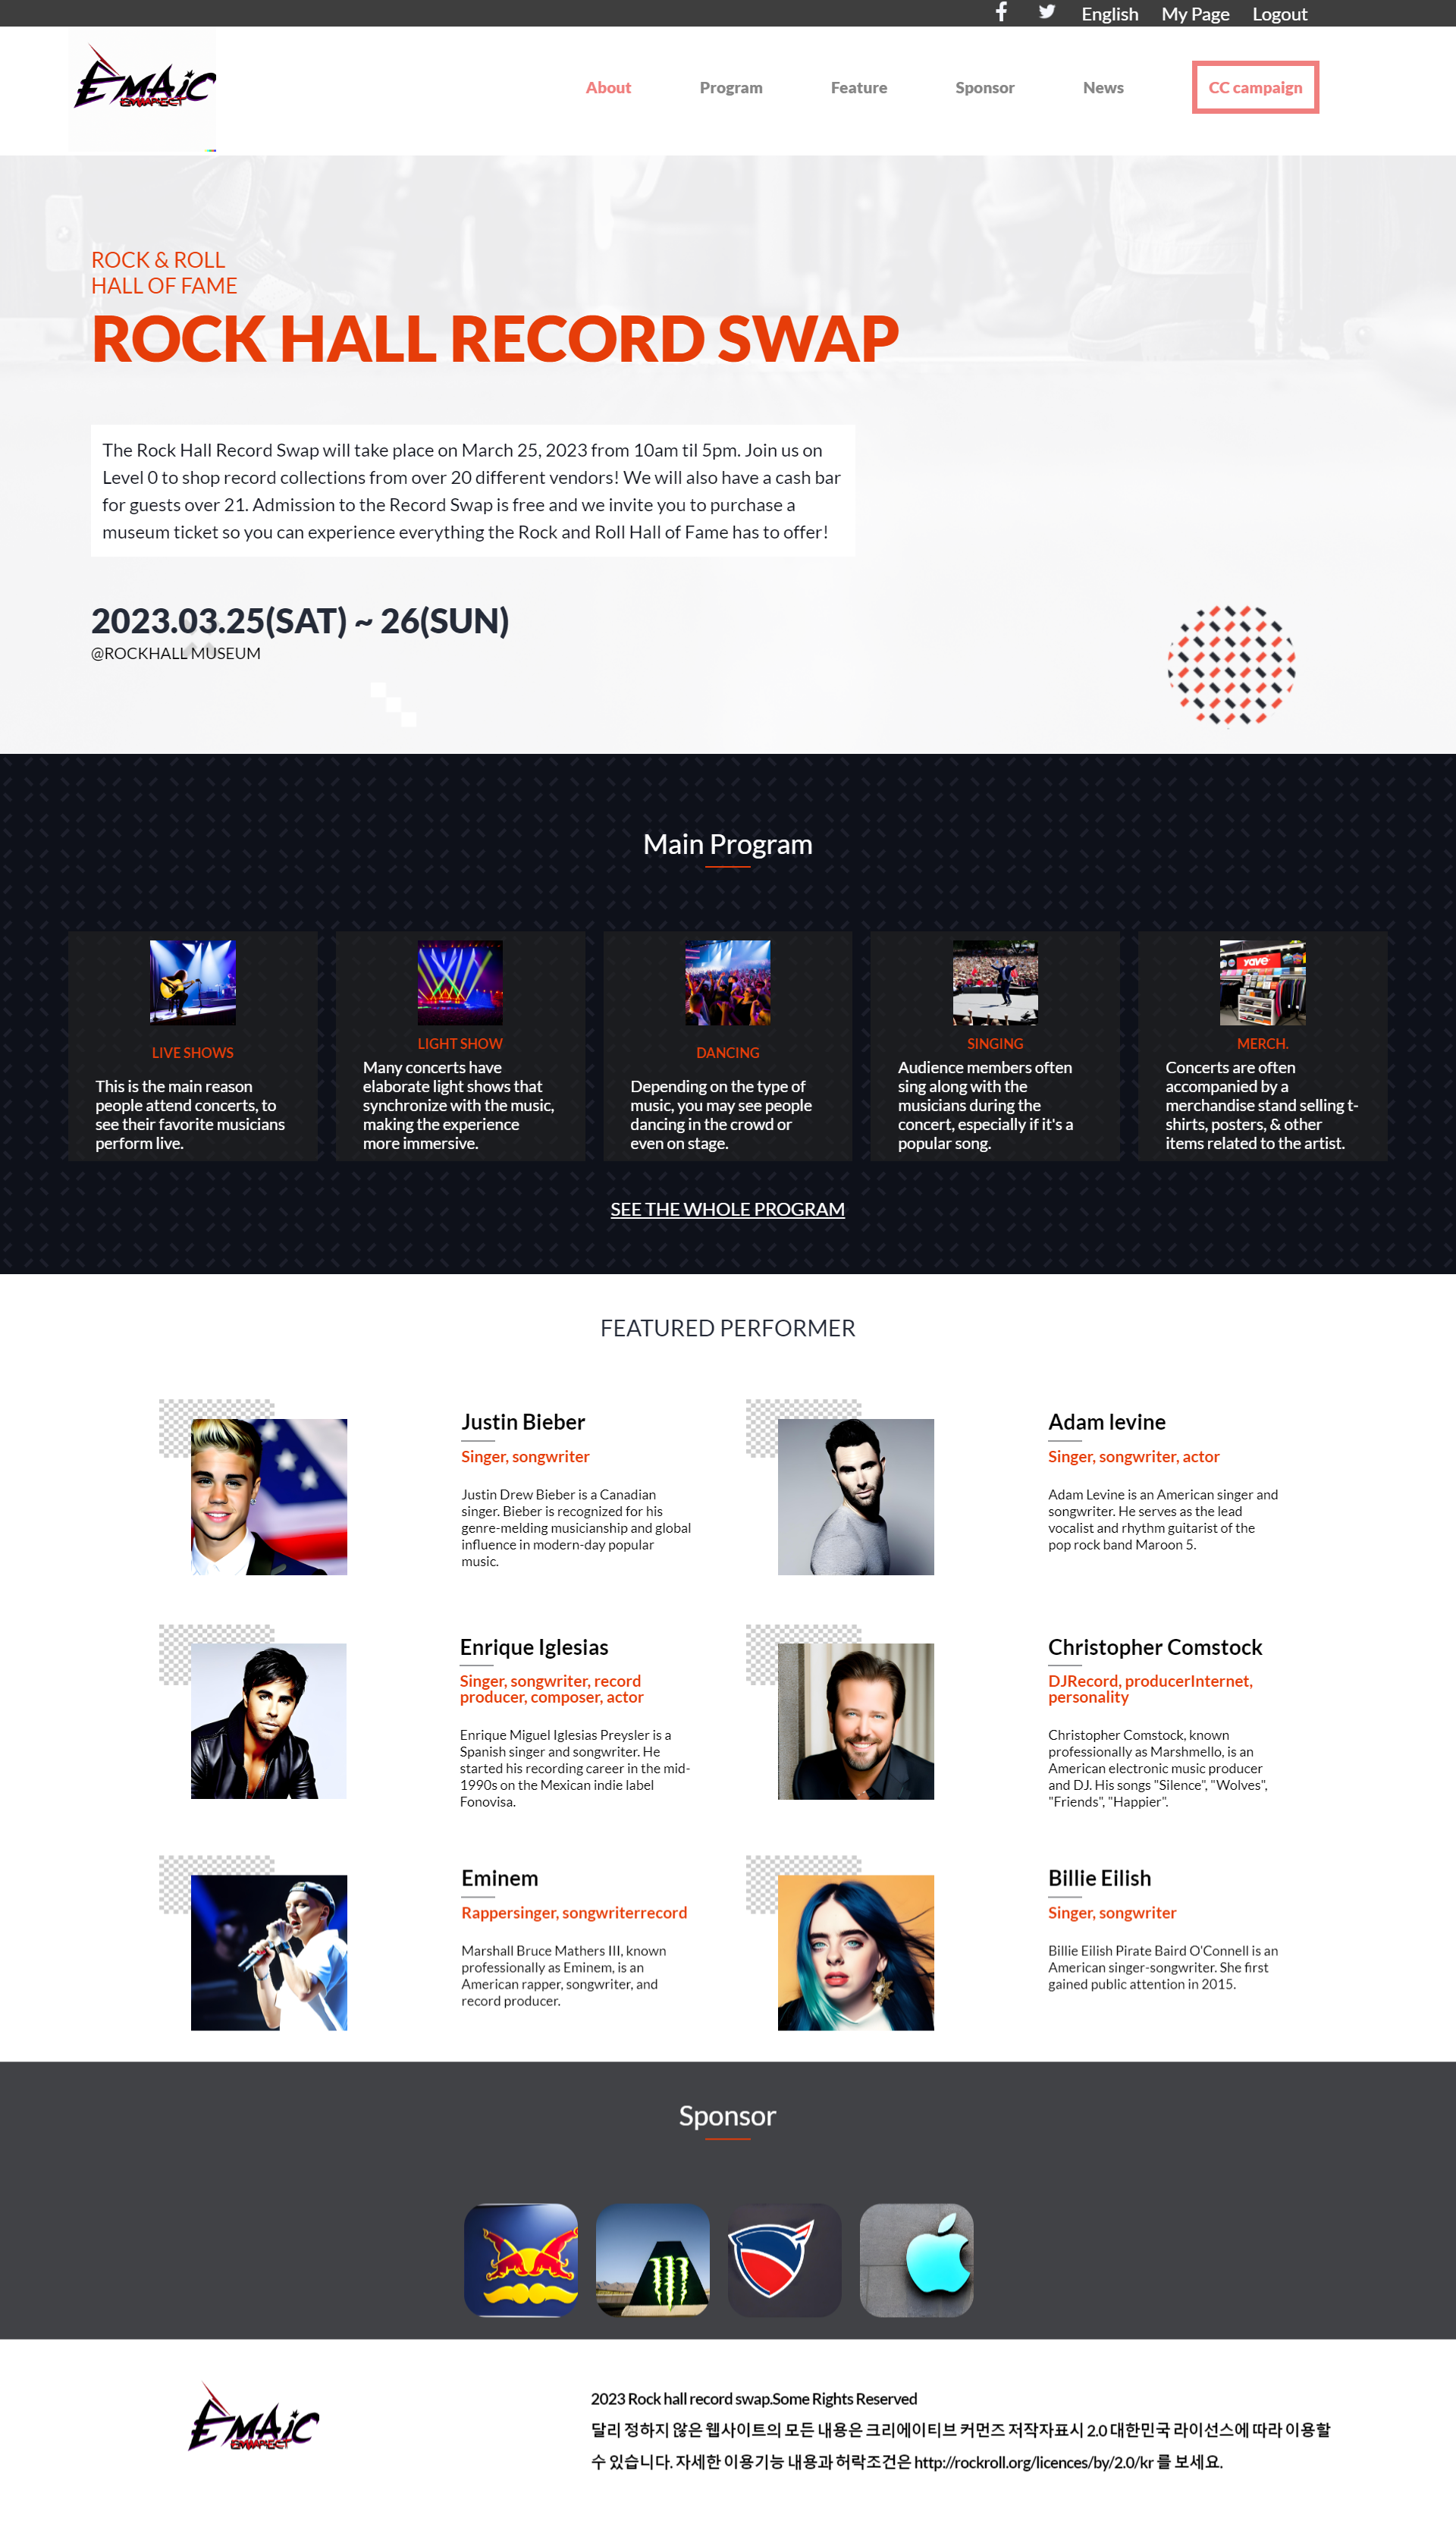 English My Page Logout
EMAIC
About Program Feature Sponsor News CC campaign
ROCK & ROLL
HALL OF FAME
ROCK HALL RECORD SWAP
The Rock Hall Record Swap will take place on March 25, 2023 from 10am til 5pm. Join us on
Level 0 to shop record collections from over 20 different vendors! We will also have a cash bar
for guests over 21. Admission to the Record Swap is free and we invite you to purchase a
museum ticket so you can experience everything the Rock and Roll Hall of Fame has to offer!
2023.03.25(SAT) ~ 26(SUN)
@ROCKHALL MUSEUM
Main Program
LIVE SHOWS
This is the main reason
people attend concerts, to
see their favorite musicians
perform live.
LIGHT SHOW
Many concerts have
elaborate light shows that
synchronize with the music,
making the experience
more immersive.
DANCING
Depending on the type of
music, you may see people
dancing in the crowd or
even on stage.
SINGING
Audience members often
sing along with the
musicians during the
concert, especially if it's a
popular song.
yave
MERCH.
Concerts are often
accompanied by a
merchandise stand selling t-
shirts, posters, & other
items related to the artist.
SEE THE WHOLE PROGRAM
FEATURED PERFORMER
Justin Bieber
Singer, songwriter
Justin Drew Bieber is a Canadian
singer. Bieber is recognized for his
genre-melding musicianship and global
influence in modern-day popular
music.
Adam levine
Singer, songwriter, actor
Adam Levine is an American singer and
songwriter. He serves as the lead
vocalist and rhythm guitarist of the
pop rock band Maroon 5.
Enrique Iglesias
Singer, songwriter, record
producer, composer, actor
Enrique Miguel Iglesias Preysler is a
Spanish singer and songwriter. He
started his recording career in the mid-
1990s on the Mexican indie label
Fonovisa.
Christopher Comstock
DJRecord, producerInternet,
personality
Christopher Comstock, known
professionally as Marshmello, is an
American electronic music producer
and DJ. His songs "Silence", "Wolves",
"Friends", "Happier".
Eminem
Rappersinger, songwriterrecord
Marshall Bruce Mathers III, known
professionally as Eminem, is an
American rapper, songwriter, and
record producer.
Billie Eilish
Singer, songwriter
Billie Eilish Pirate Baird O'Connell is an
American singer-songwriter. She first
gained public attention in 2015.
Sponsor
EMAIC
2023 Rock hall record swap.Some Rights Reserved
달리 정하지 않은 웹사이트의 모든 내용은 크리에이티브 커먼즈 저작자표시 2.0 대한민국 라이선스에 따라 이용할
수 있습니다. 자세한 이용기능 내용과 허락조건은 http://rockroll.org/licences/by/2.0/kr 를 보세요.